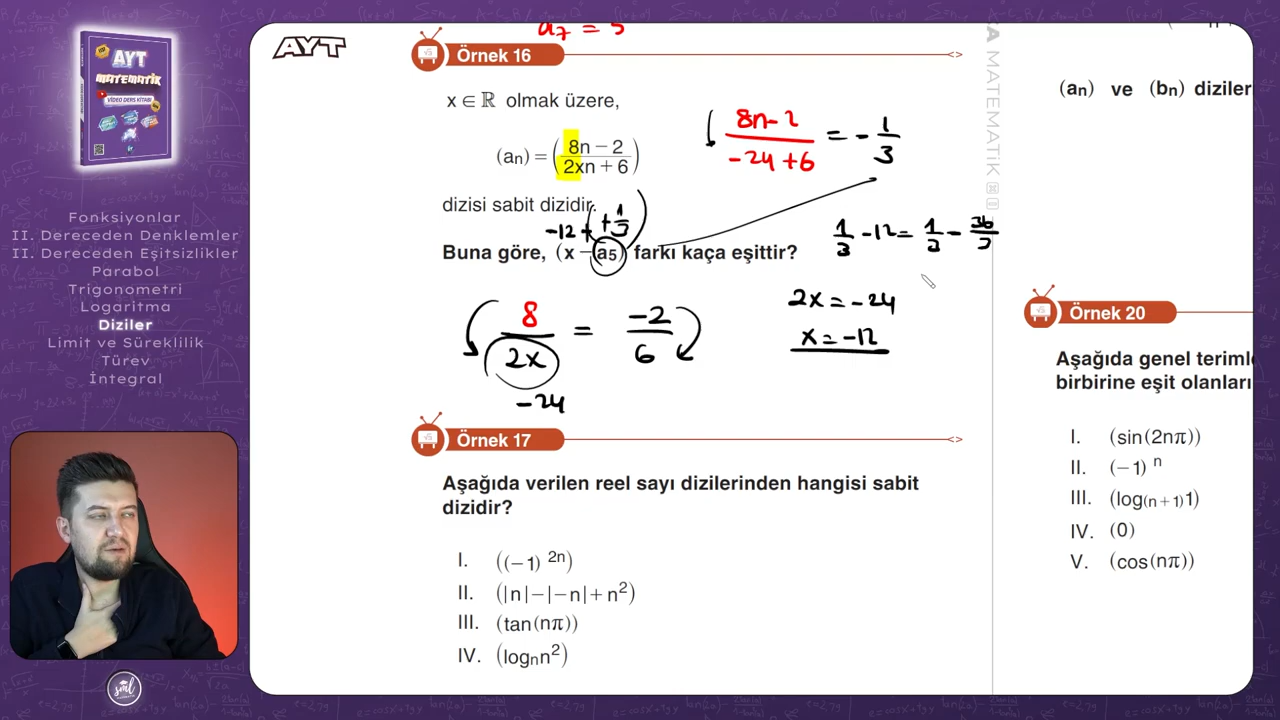 a₇ = 5
AYT
Örnek 16
<>
x ∈ ℝ olmak üzere,
(aₙ) = ( 8n − 2 / 2xn + 6 )
8n − 2 / −24 + 6 = − 1/3
dizisi sabit dizidir.
−12 + (+ 1/3)
Buna göre, (x − a₅) farkı kaça eşittir?
1/3 − 12 = 1/3 − 36/3
8 / 2x = −2 / 6
−24
2x = −24
x = −12
Örnek 17
<>
Aşağıda verilen reel sayı dizilerinden hangisi sabit
dizidir?
I. ((−1) ²ⁿ)
II. (|n| − |−n| + n²)
III. (tan(nπ))
IV. (logₙn²)
A MATEMATİK
(aₙ) ve (bₙ) diziler
Örnek 20
Aşağıda genel teriml
birbirine eşit olanları
I. (sin(2nπ))
II. (−1) ⁿ
III. (log₍ₙ₊₁₎1)
IV. (0)
V. (cos(nπ))
AYT
MATEMATİK
VİDEO DERS KİTABI
Fonksiyonlar
II. Dereceden Denklemler
II. Dereceden Eşitsizlikler
Parabol
Trigonometri
Logaritma
Diziler
Limit ve Süreklilik
Türev
İntegral
sml